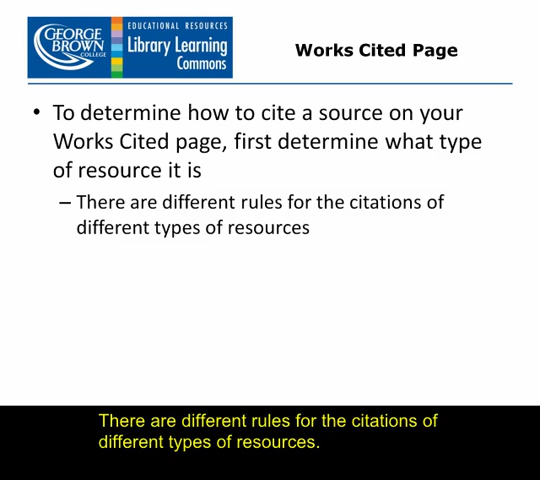 GEORGE
BROWN
COLLEGE
EDUCATIONAL RESOURCES
Library Learning
Commons
Works Cited Page
• To determine how to cite a source on your
Works Cited page, first determine what type
of resource it is
– There are different rules for the citations of
different types of resources
There are different rules for the citations of
different types of resources.